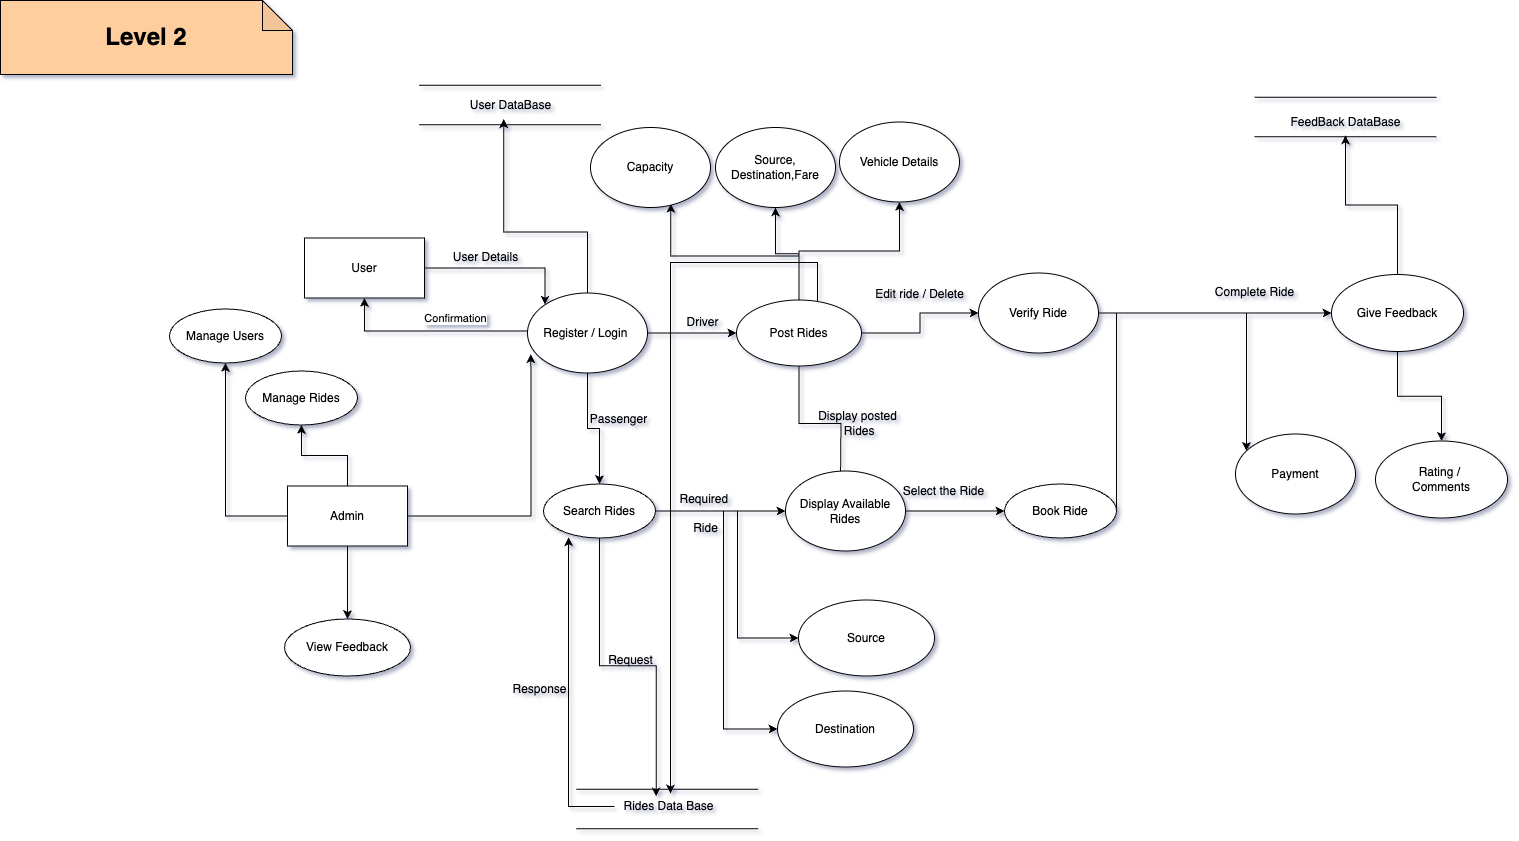 Level 2
User DataBase
FeedBack DataBase
Capacity
Source,
Destination,Fare
Vehicle Details
User
User Details
Confirmation
Register / Login
Driver
Post Rides
Edit ride / Delete
Verify Ride
Complete Ride
Give Feedback
Manage Users
Manage Rides
Passenger
Display posted
Rides
Admin
Search Rides
Required
Ride
Display Available
Rides
Select the Ride
Book Ride
Payment
Rating /
Comments
View Feedback
Request
Response
Source
Destination
Rides Data Base